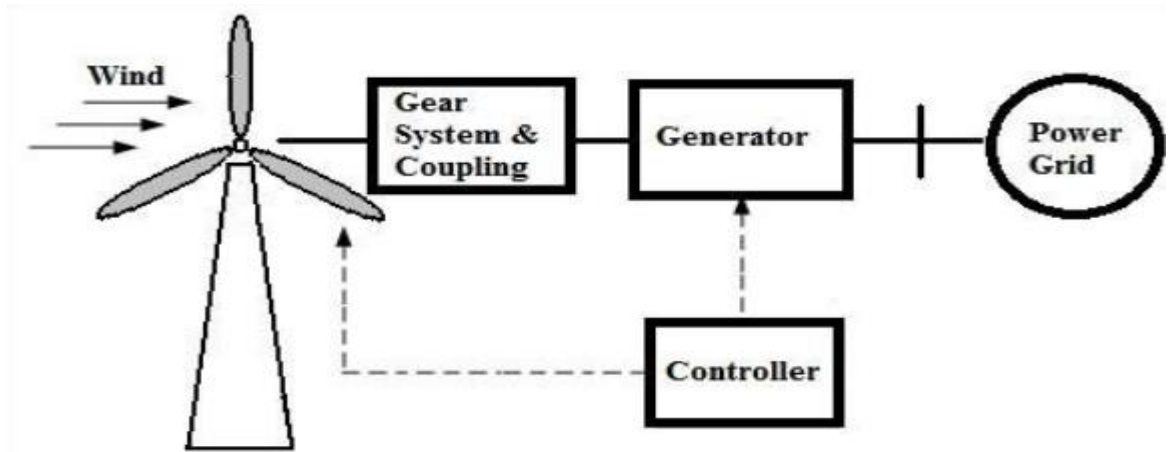 Wind
Gear
System &
Coupling
Generator
Power
Grid
Controller